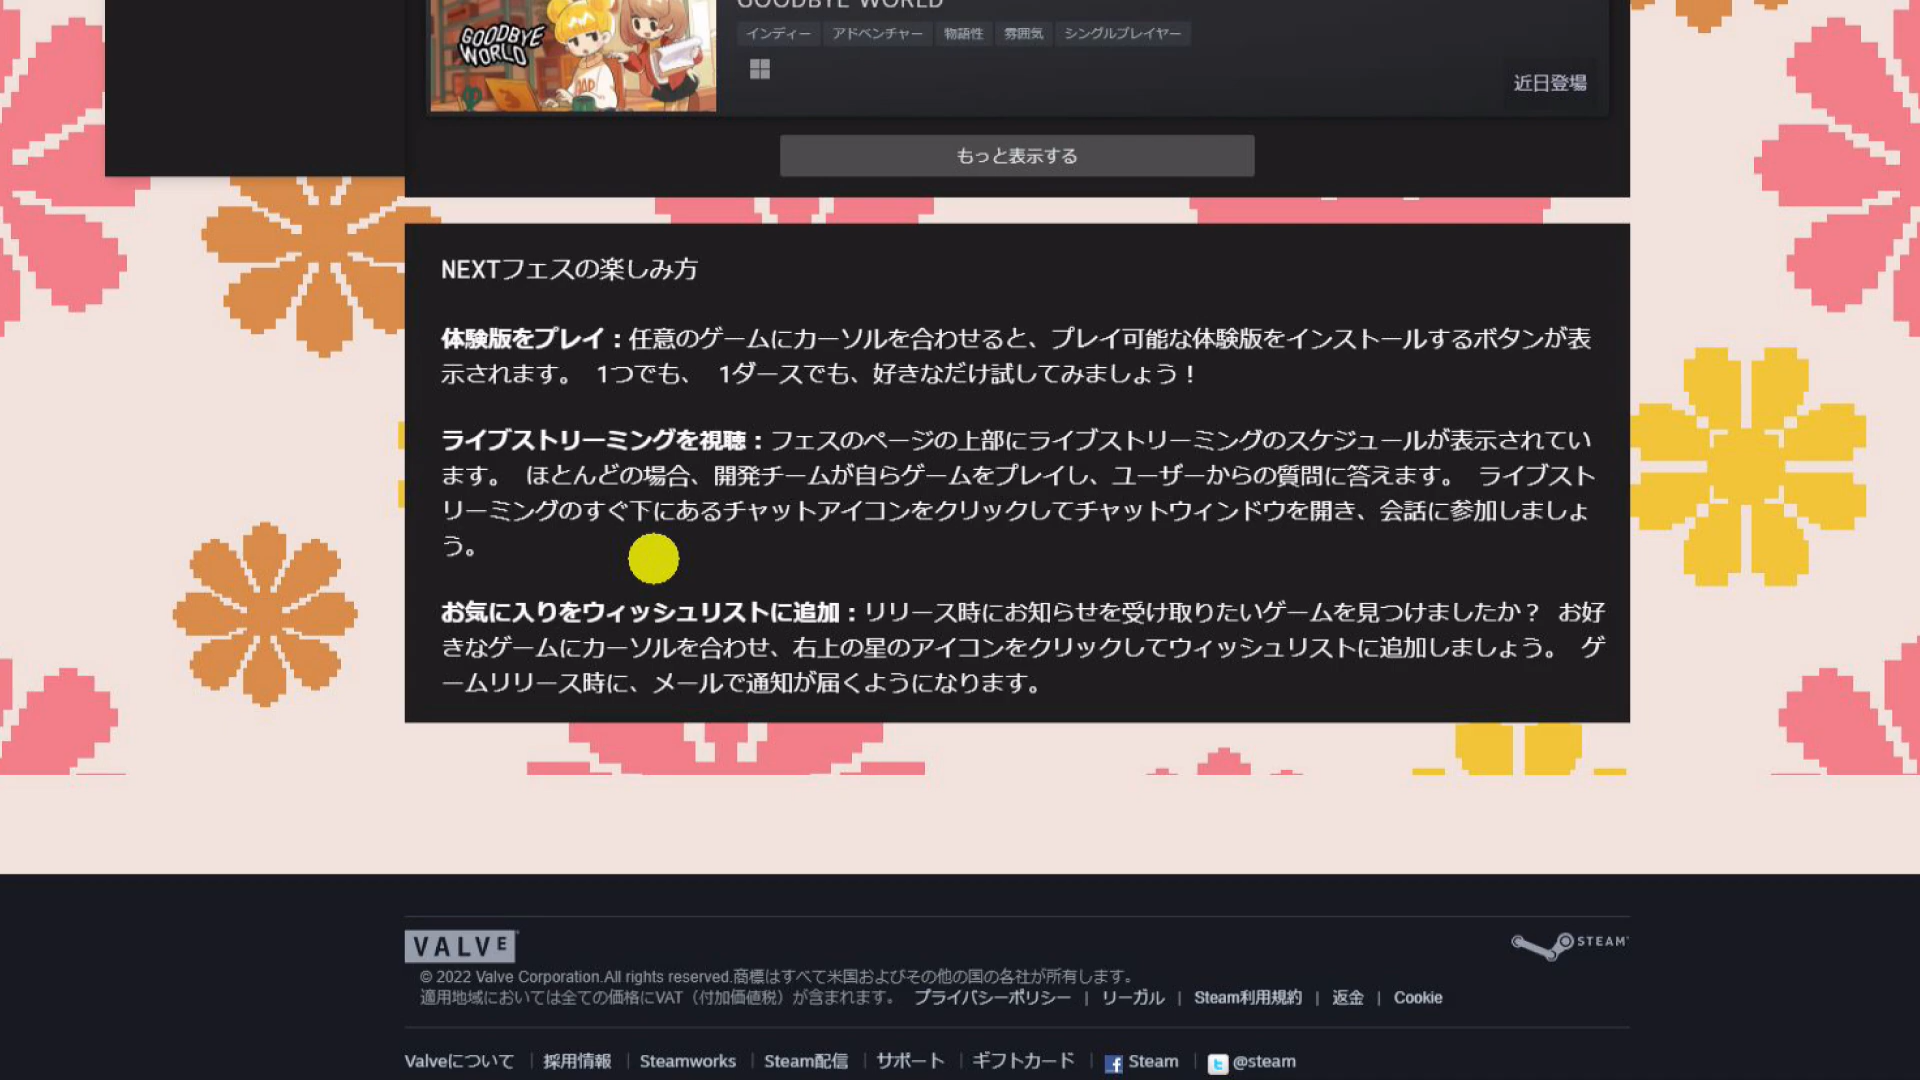 GOODBYE WORLD
GOODBYE
WORLD
インディー アドベンチャー 物語性 雰囲気 シングルプレイヤー
近日登場
もっと表示する
NEXTフェスの楽しみ方
体験版をプレイ：任意のゲームにカーソルを合わせると、プレイ可能な体験版をインストールするボタンが表
示されます。 1つでも、 1ダースでも、好きなだけ試してみましょう！
ライブストリーミングを視聴：フェスのページの上部にライブストリーミングのスケジュールが表示されてい
ます。 ほとんどの場合、開発チームが自らゲームをプレイし、ユーザーからの質問に答えます。 ライブスト
リーミングのすぐ下にあるチャットアイコンをクリックしてチャットウィンドウを開き、会話に参加しましょ
う。
お気に入りをウィッシュリストに追加：リリース時にお知らせを受け取りたいゲームを見つけましたか？ お好
きなゲームにカーソルを合わせ、右上の星のアイコンをクリックしてウィッシュリストに追加しましょう。 ゲ
ームリリース時に、メールで通知が届くようになります。
VALVE
STEAM
© 2022 Valve Corporation.All rights reserved.商標はすべて米国およびその他の国の各社が所有します。
適用地域においては全ての価格にVAT（付加価値税）が含まれます。 プライバシーポリシー | リーガル | Steam利用規約 | 返金 | Cookie
Valveについて | 採用情報 | Steamworks | Steam配信 | サポート | ギフトカード | Steam | @steam